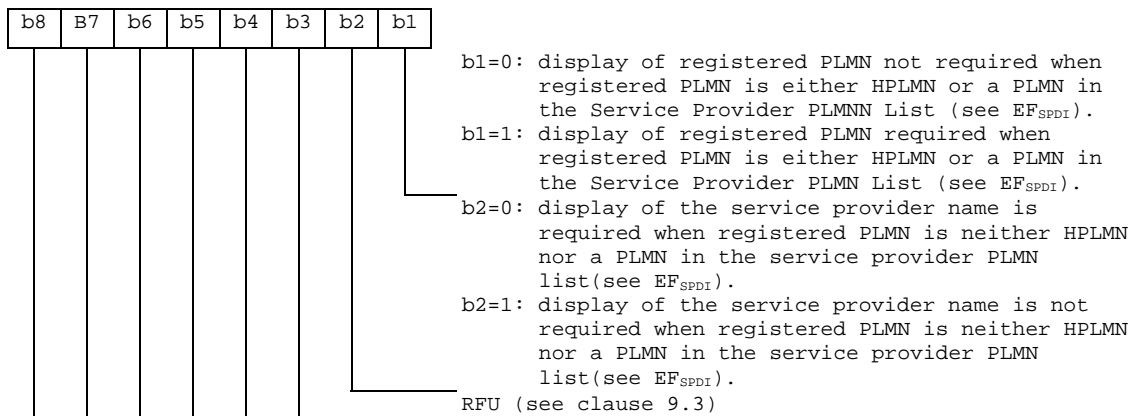 b8 B7 b6 b5 b4 b3 b2 b1
b1=0: display of registered PLMN not required when
registered PLMN is either HPLMN or a PLMN in
the Service Provider PLMNN List (see EFSPDI).
b1=1: display of registered PLMN required when
registered PLMN is either HPLMN or a PLMN in
the Service Provider PLMN List (see EFSPDI).
b2=0: display of the service provider name is
required when registered PLMN is neither HPLMN
nor a PLMN in the service provider PLMN
list(see EFSPDI).
b2=1: display of the service provider name is not
required when registered PLMN is neither HPLMN
nor a PLMN in the service provider PLMN
list(see EFSPDI).
RFU (see clause 9.3)